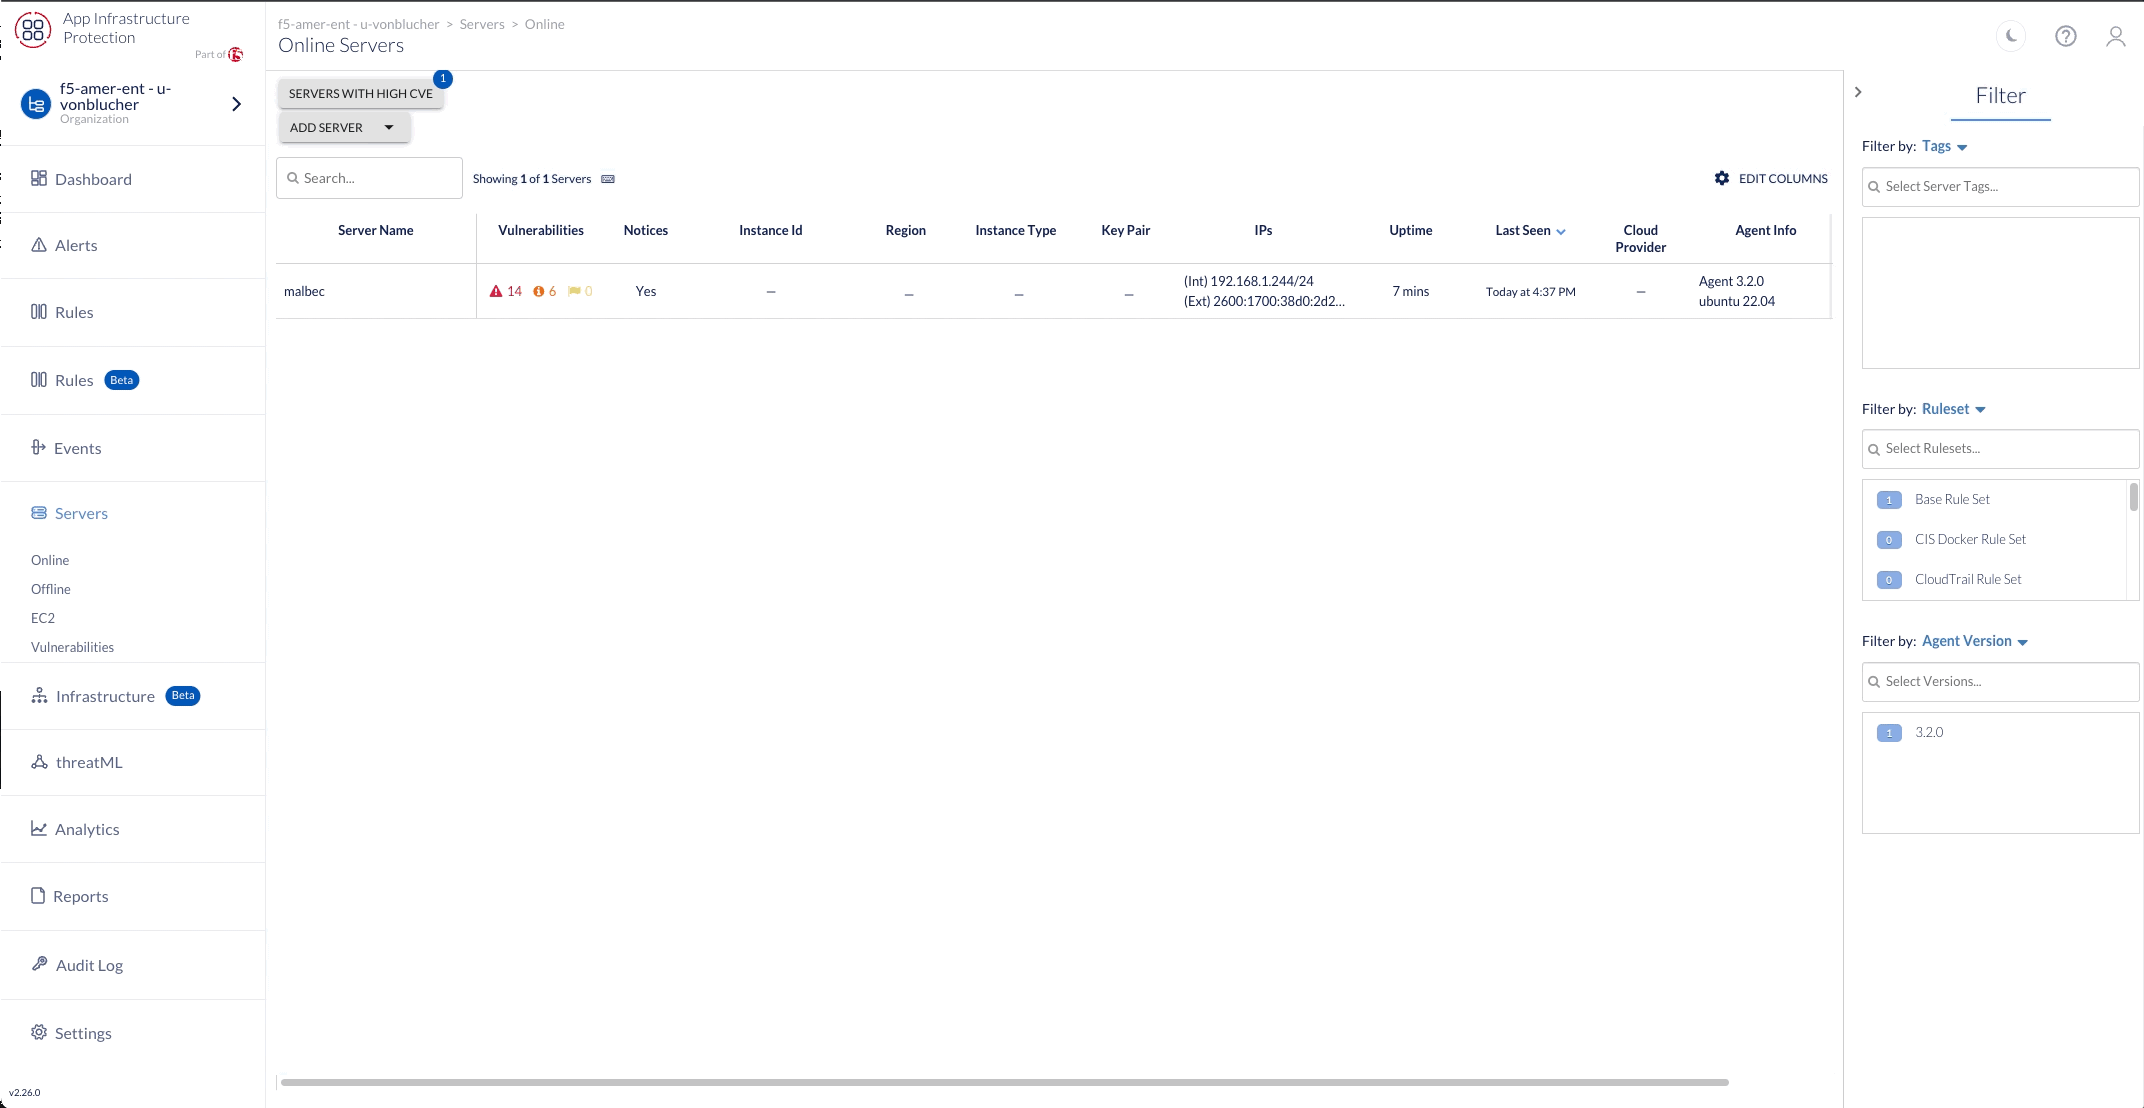 App Infrastructure
Protection
Part of f5
f5-amer-ent - u-
vonblucher
Organization
Dashboard
Alerts
Rules
Rules Beta
Events
Servers
Online
Offline
EC2
Vulnerabilities
Infrastructure Beta
threatML
Analytics
Reports
Audit Log
Settings
v2.26.0
f5-amer-ent - u-vonblucher > Servers > Online
Online Servers
SERVERS WITH HIGH CVE 1
ADD SERVER
Search...
Showing 1 of 1 Servers
EDIT COLUMNS
Server Name Vulnerabilities Notices Instance Id Region Instance Type Key Pair IPs Uptime Last Seen Cloud Provider Agent Info
malbec 14 6 0 Yes — — — — (Int) 192.168.1.244/24 7 mins Today at 4:37 PM — Agent 3.2.0
(Ext) 2600:1700:38d0:2d2... ubuntu 22.04
Filter
Filter by: Tags
Select Server Tags...
Filter by: Ruleset
Select Rulesets...
1 Base Rule Set
0 CIS Docker Rule Set
0 CloudTrail Rule Set
Filter by: Agent Version
Select Versions...
1 3.2.0